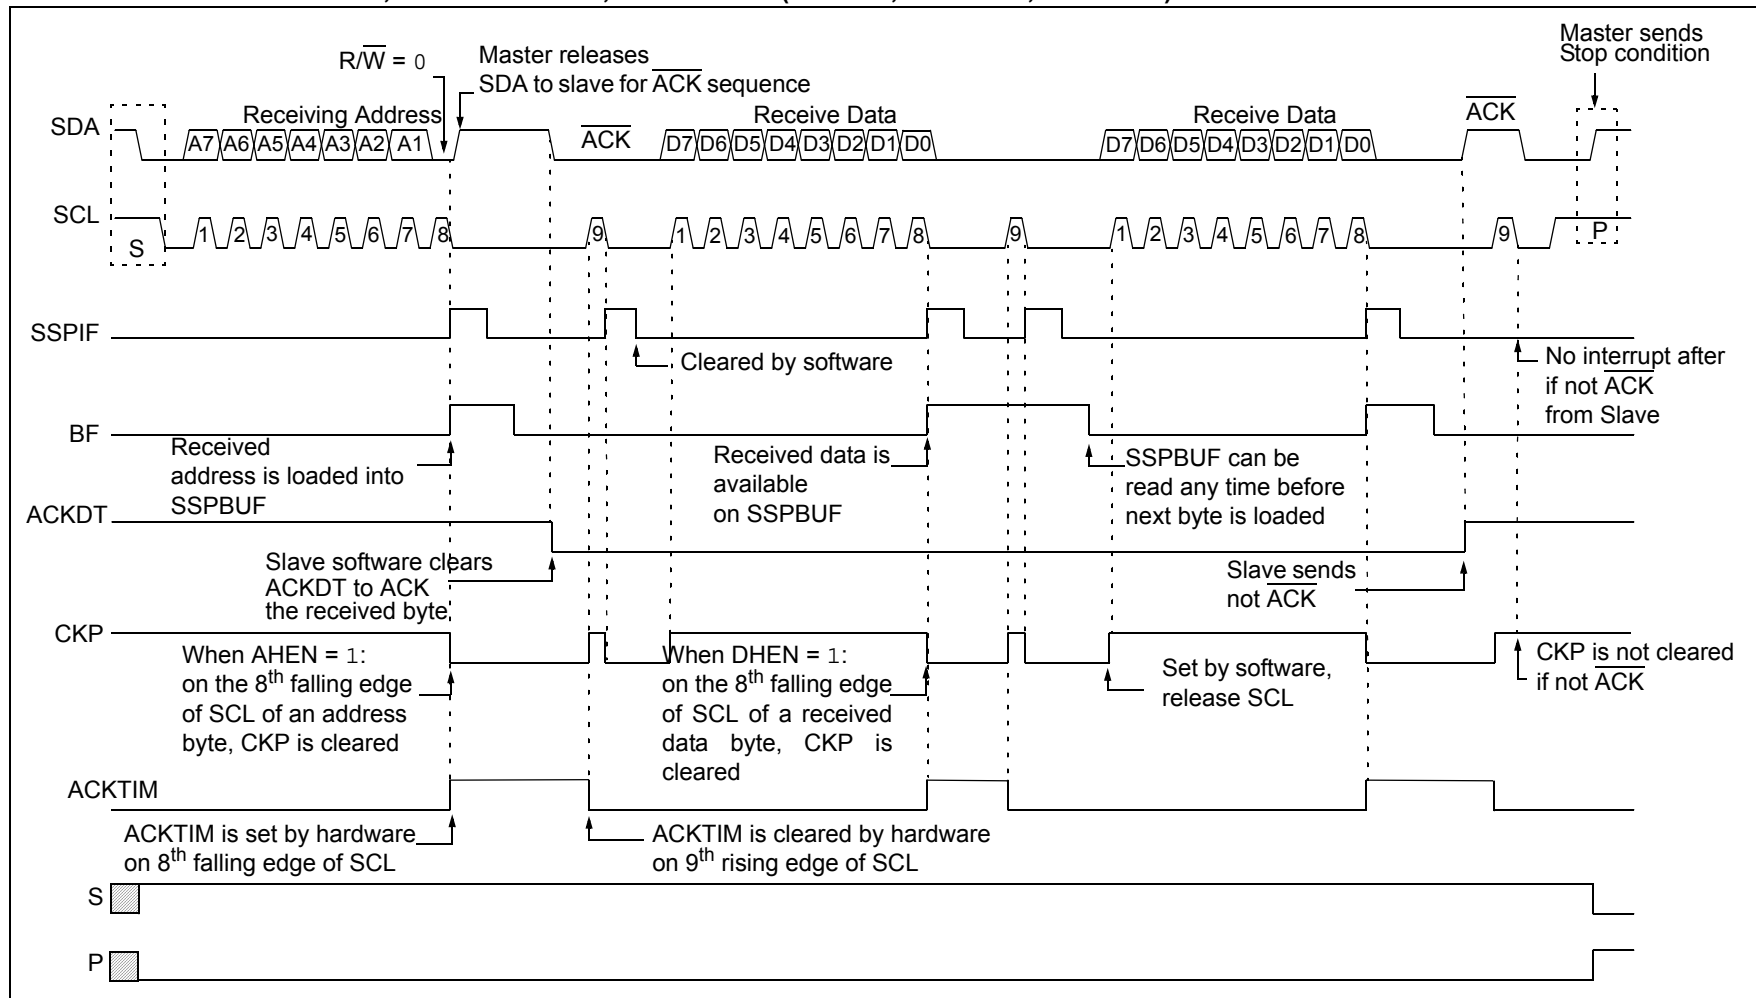 Master sends
Stop condition
R/W = 0
Master releases
SDA to slave for ACK sequence
SDA
Receiving Address
ACK
Receive Data
Receive Data
ACK
A7 A6 A5 A4 A3 A2 A1
D7 D6 D5 D4 D3 D2 D1 D0
D7 D6 D5 D4 D3 D2 D1 D0
SCL
S
1 2 3 4 5 6 7 8 9
1 2 3 4 5 6 7 8 9
1 2 3 4 5 6 7 8 9
P
SSPIF
Cleared by software
No interrupt after
if not ACK
from Slave
BF
Received
address is loaded into
SSPBUF
Received data is
available
on SSPBUF
SSPBUF can be
read any time before
next byte is loaded
ACKDT
Slave software clears
ACKDT to ACK
the received byte
Slave sends
not ACK
CKP
When AHEN = 1:
on the 8th falling edge
of SCL of an address
byte, CKP is cleared
When DHEN = 1:
on the 8th falling edge
of SCL of a received
data byte, CKP is
cleared
Set by software,
release SCL
CKP is not cleared
if not ACK
ACKTIM
ACKTIM is set by hardware
on 8th falling edge of SCL
ACKTIM is cleared by hardware
on 9th rising edge of SCL
S
P